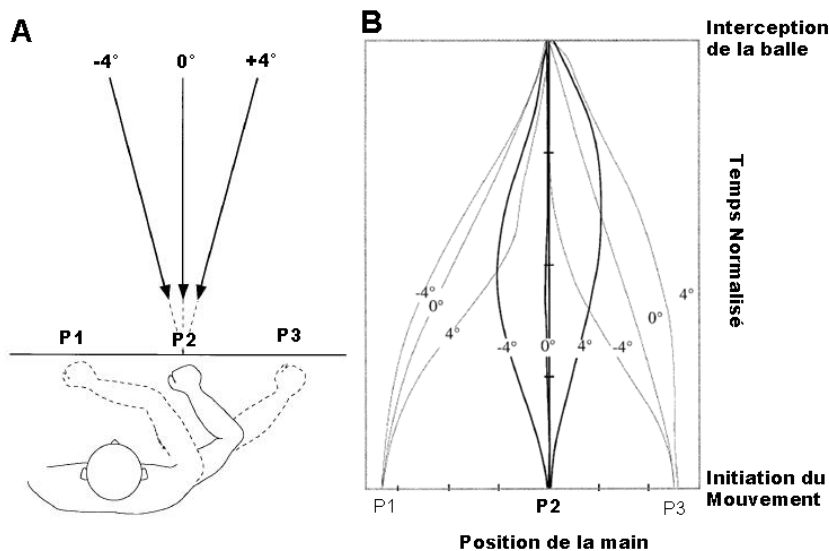 A
-4° 0° +4°
P1 P2 P3
B
Interception
de la balle
Temps Normalisé
-4°
0°
4°
-4° 0° 4° -4°
0°
4°
Initiation du
Mouvement
P1 P2 P3
Position de la main